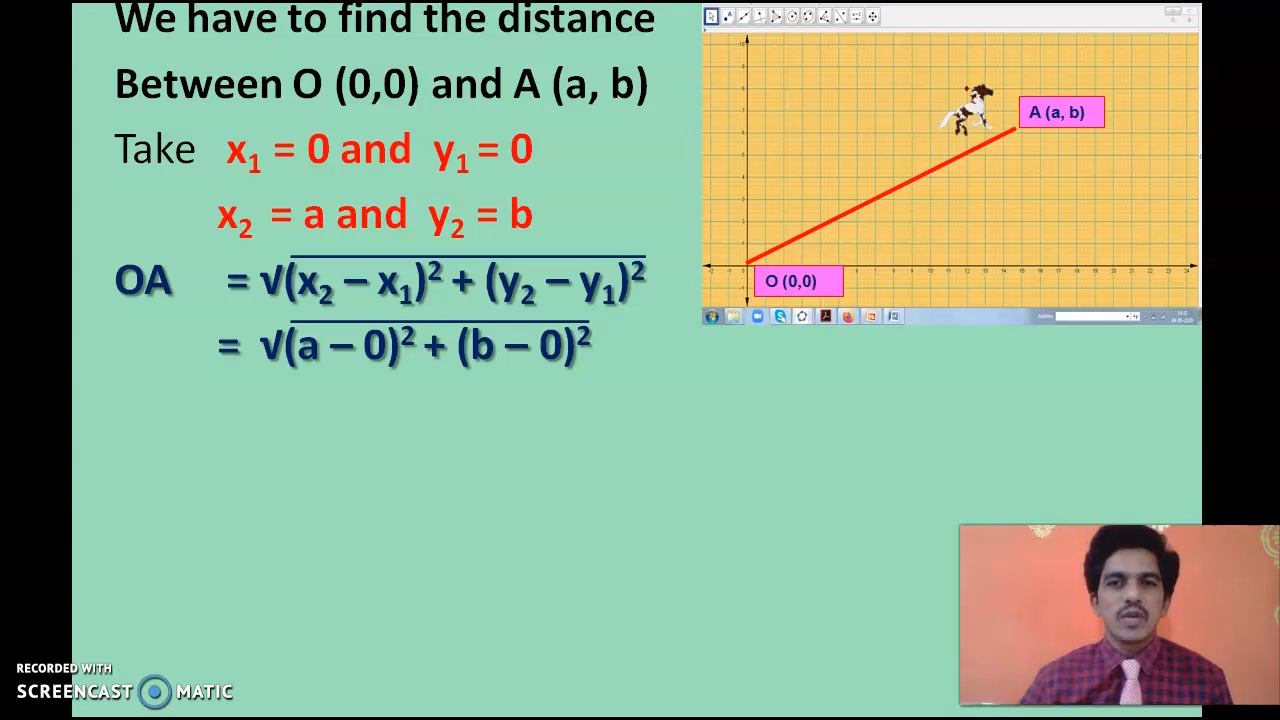 We have to find the distance
Between O (0,0) and A (a, b)
Take x₁ = 0 and y₁ = 0
x₂ = a and y₂ = b
OA = √(x₂ – x₁)² + (y₂ – y₁)²
= √(a – 0)² + (b – 0)²
A (a, b)
O (0,0)
RECORDED WITH
SCREENCAST MATIC